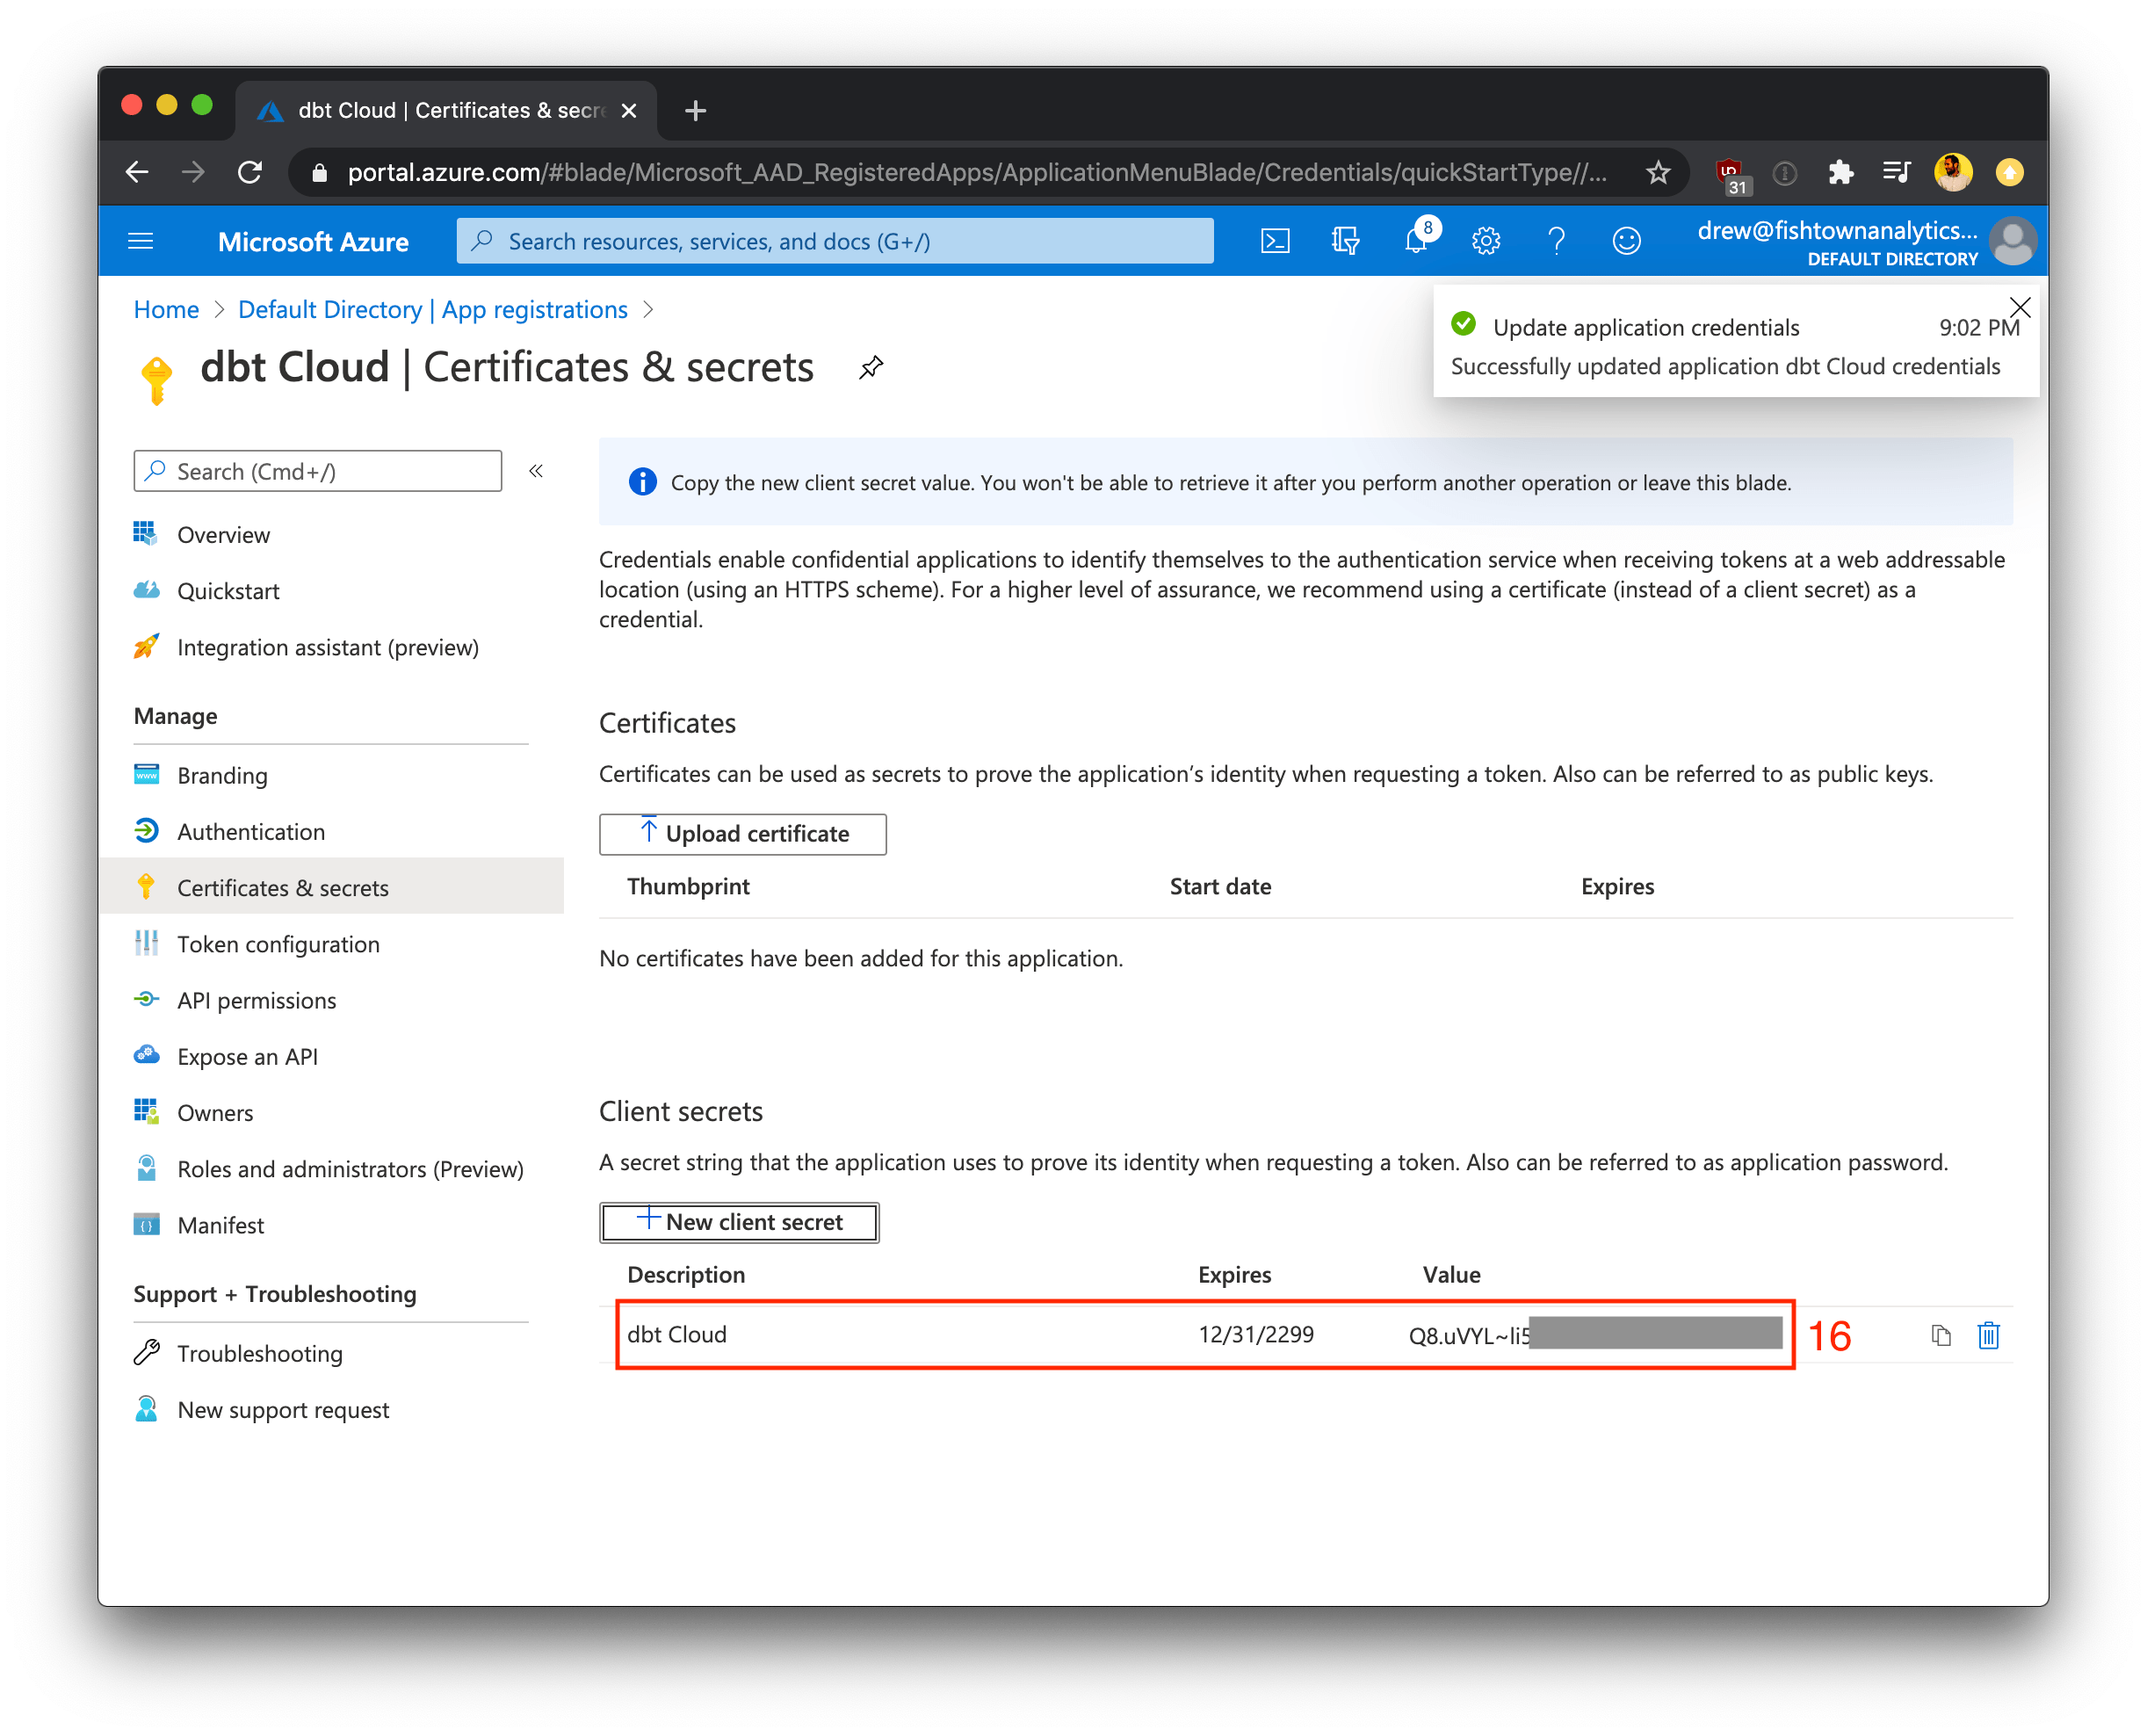 dbt Cloud | Certificates & secre
portal.azure.com/#blade/Microsoft_AAD_RegisteredApps/ApplicationMenuBlade/Credentials/quickStartType//...
31
Microsoft Azure
Search resources, services, and docs (G+/)
8
drew@fishtownanalytics...
DEFAULT DIRECTORY
Home > Default Directory | App registrations >
Update application credentials 9:02 PM
Successfully updated application dbt Cloud credentials
dbt Cloud | Certificates & secrets
Search (Cmd+/)
«
Overview
Quickstart
Integration assistant (preview)
Manage
Branding
Authentication
Certificates & secrets
Token configuration
API permissions
Expose an API
Owners
Roles and administrators (Preview)
Manifest
Support + Troubleshooting
Troubleshooting
New support request
Copy the new client secret value. You won't be able to retrieve it after you perform another operation or leave this blade.
Credentials enable confidential applications to identify themselves to the authentication service when receiving tokens at a web addressable
location (using an HTTPS scheme). For a higher level of assurance, we recommend using a certificate (instead of a client secret) as a
credential.
Certificates
Certificates can be used as secrets to prove the application’s identity when requesting a token. Also can be referred to as public keys.
Upload certificate
Thumbprint Start date Expires
No certificates have been added for this application.
Client secrets
A secret string that the application uses to prove its identity when requesting a token. Also can be referred to as application password.
New client secret
Description Expires Value
dbt Cloud 12/31/2299 Q8.uVYL~li5 16